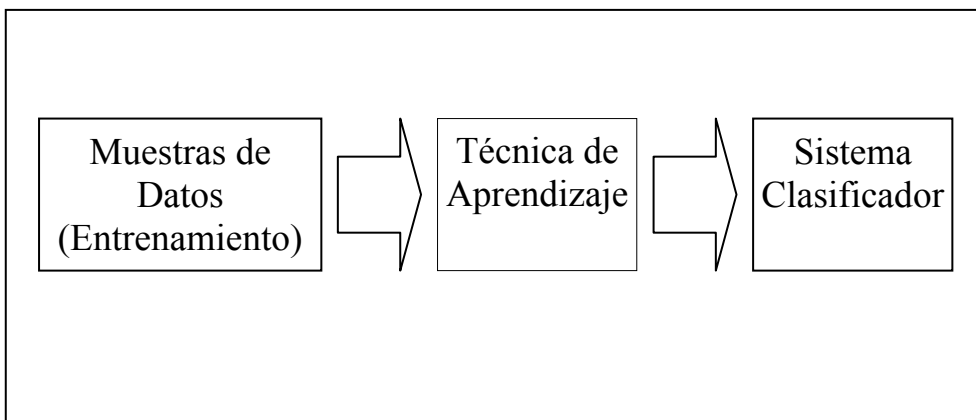 Muestras de
Datos
(Entrenamiento)
Técnica de
Aprendizaje
Sistema
Clasificador